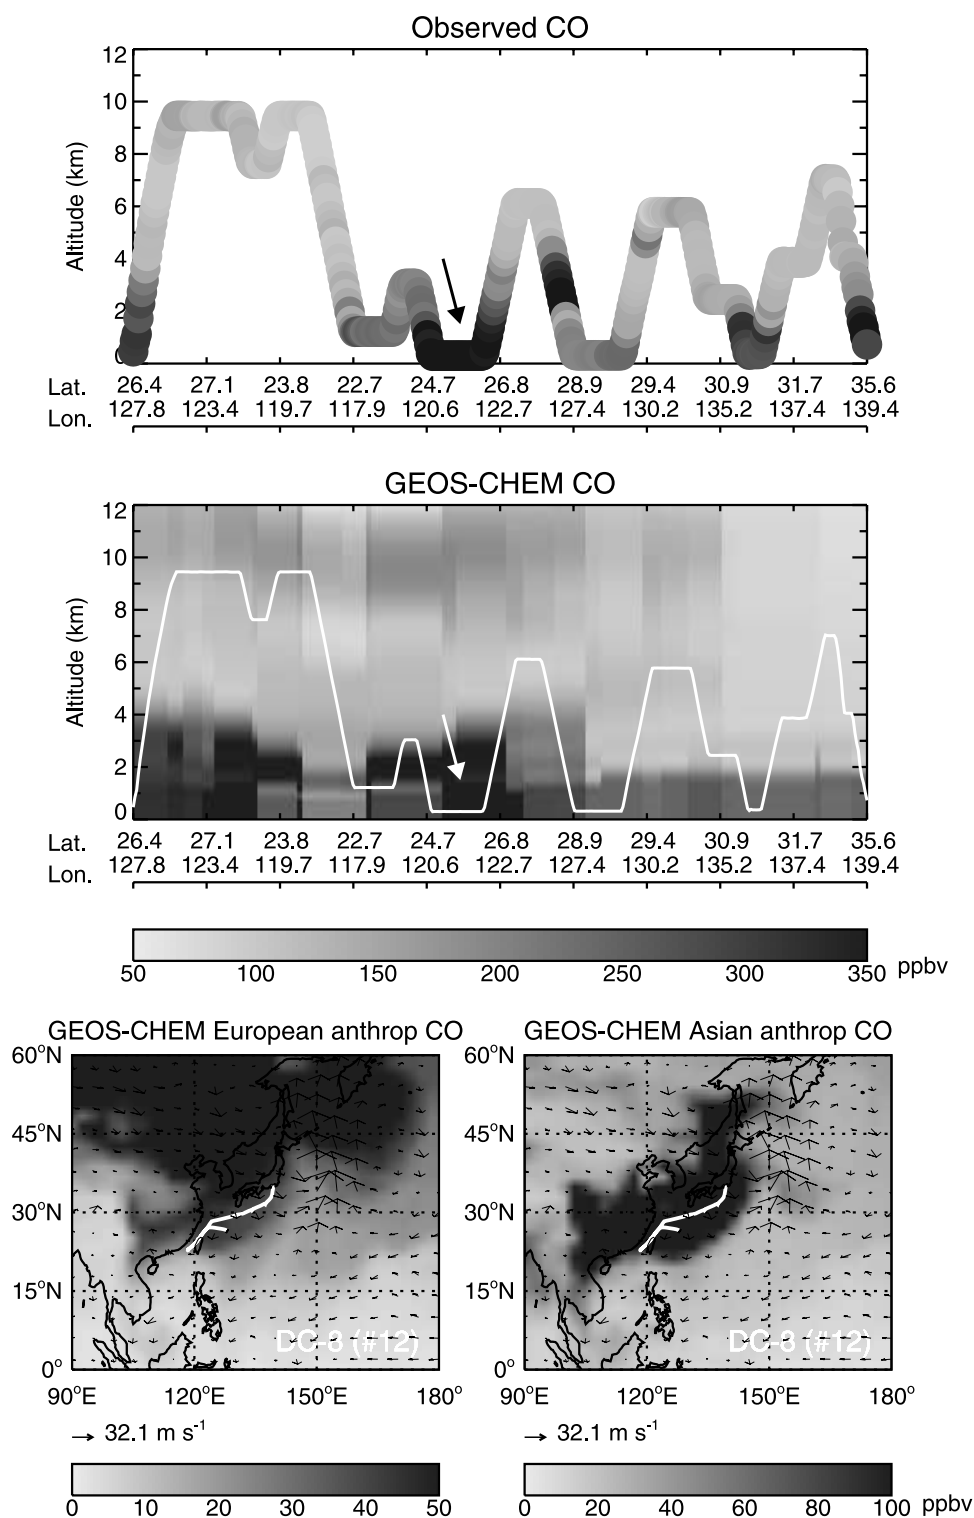 Observed CO
12
10
8
6
4
2
0
Altitude (km)
Lat. 26.4 27.1 23.8 22.7 24.7 26.8 28.9 29.4 30.9 31.7 35.6
Lon. 127.8 123.4 119.7 117.9 120.6 122.7 127.4 130.2 135.2 137.4 139.4
GEOS-CHEM CO
12
10
8
6
4
2
0
Altitude (km)
Lat. 26.4 27.1 23.8 22.7 24.7 26.8 28.9 29.4 30.9 31.7 35.6
Lon. 127.8 123.4 119.7 117.9 120.6 122.7 127.4 130.2 135.2 137.4 139.4
50 100 150 200 250 300 350 ppbv
GEOS-CHEM European anthrop CO
60°N
45°N
30°N
15°N
0°
DC-8 (#12)
90°E 120°E 150°E 180°
32.1 m s⁻¹
0 10 20 30 40 50
GEOS-CHEM Asian anthrop CO
60°N
45°N
30°N
15°N
0°
DC-8 (#12)
90°E 120°E 150°E 180°
32.1 m s⁻¹
0 20 40 60 80 100 ppbv